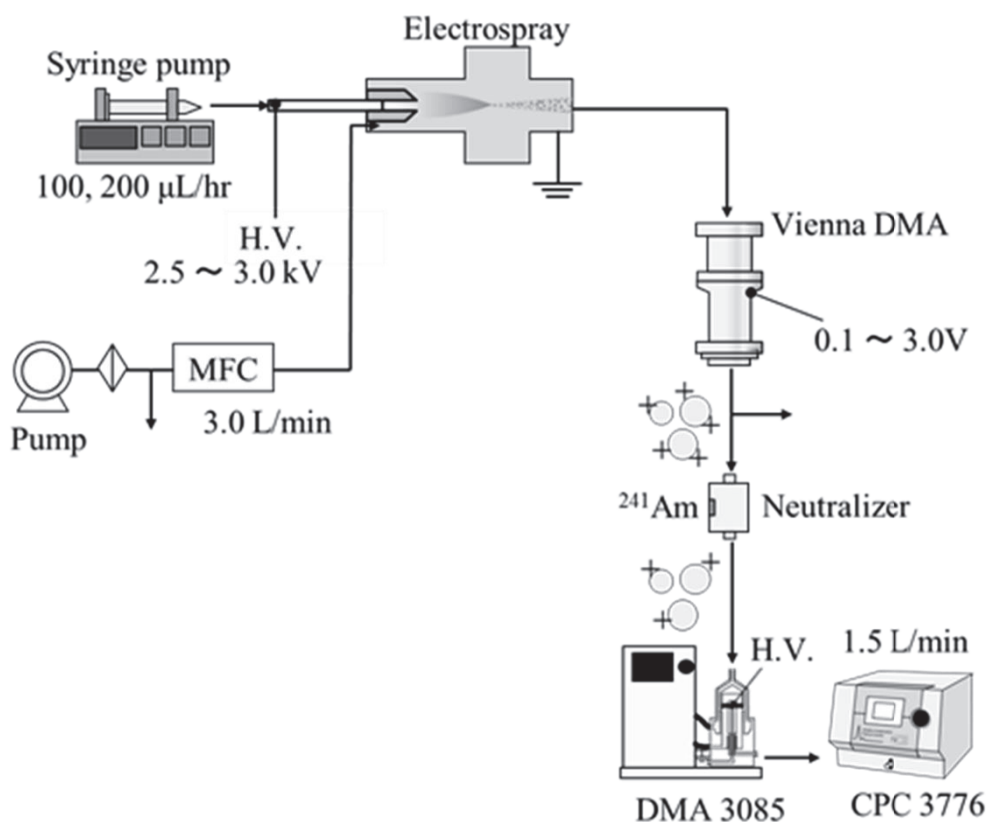 Electrospray
Syringe pump
100, 200 μL/hr
H.V.
2.5 ~ 3.0 kV
Vienna DMA
0.1 ~ 3.0V
MFC
3.0 L/min
Pump
+
+
+
+
+
²⁴¹Am
Neutralizer
+
+
+
H.V.
1.5 L/min
DMA 3085
CPC 3776